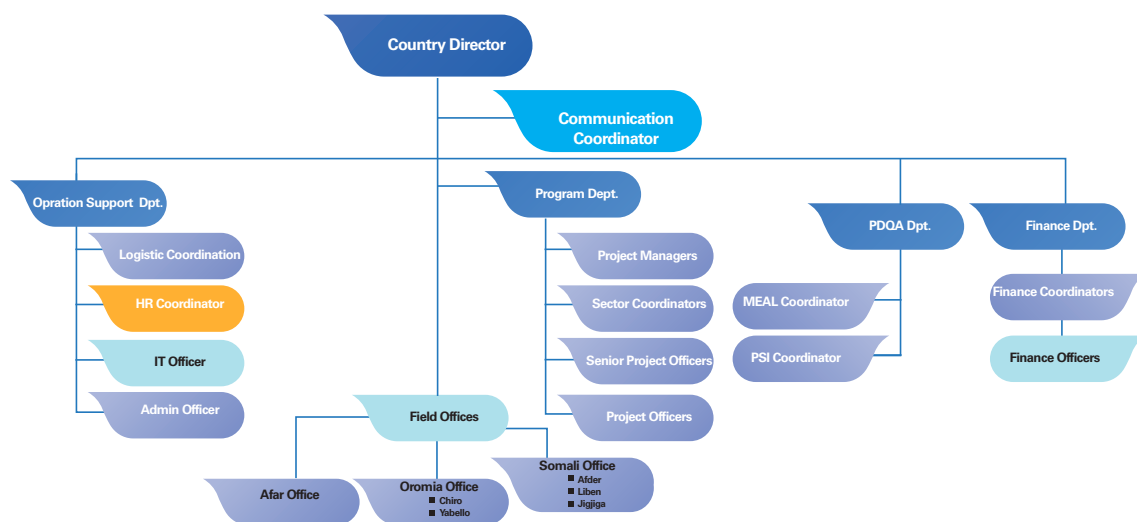 Country Director
Communication
Coordinator
Opration Support Dpt.
Logistic Coordination
HR Coordinator
IT Officer
Admin Officer
Program Dept.
Project Managers
Sector Coordinators
Senior Project Officers
Project Officers
PDQA Dpt.
MEAL Coordinator
PSI Coordinator
Finance Dpt.
Finance Coordinators
Finance Officers
Field Offices
Afar Office
Oromia Office
■ Chiro
■ Yabello
Somali Office
■ Afder
■ Liben
■ Jigjiga